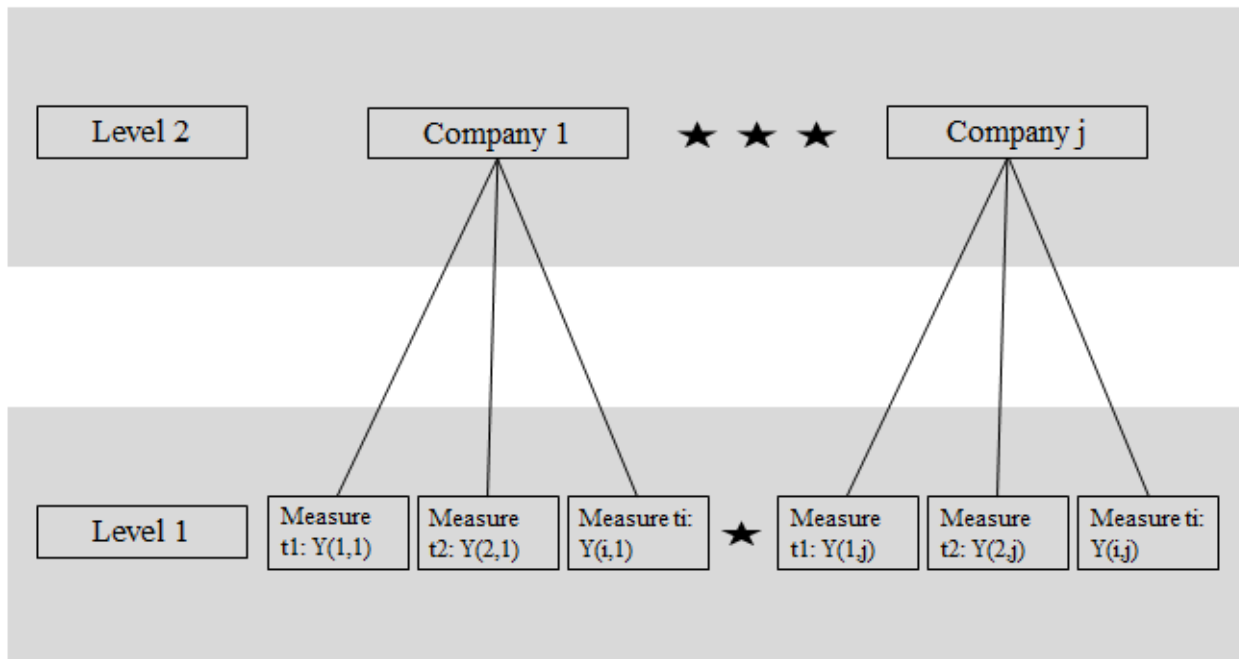 Level 2
Company 1
Company j
Level 1
Measure
t1: Y(1,1)
Measure
t2: Y(2,1)
Measure ti:
Y(i,1)
Measure
t1: Y(1,j)
Measure
t2: Y(2,j)
Measure ti:
Y(i,j)